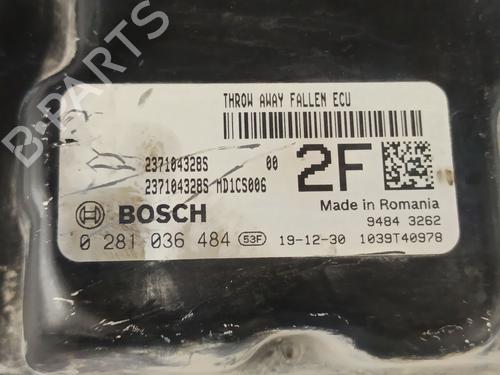 THROW AWAY FALLEN ECU
237104328S 00
237104328S MD1CS006
2F
BOSCH
Made in Romania
9484 3262
0 281 036 484 53F 19-12-30 1039T40978
B-PARTS